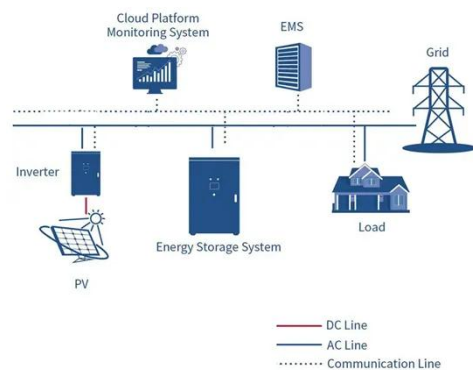 Cloud Platform
Monitoring System
EMS
Grid
Inverter
Energy Storage System
Load
PV
DC Line
AC Line
Communication Line